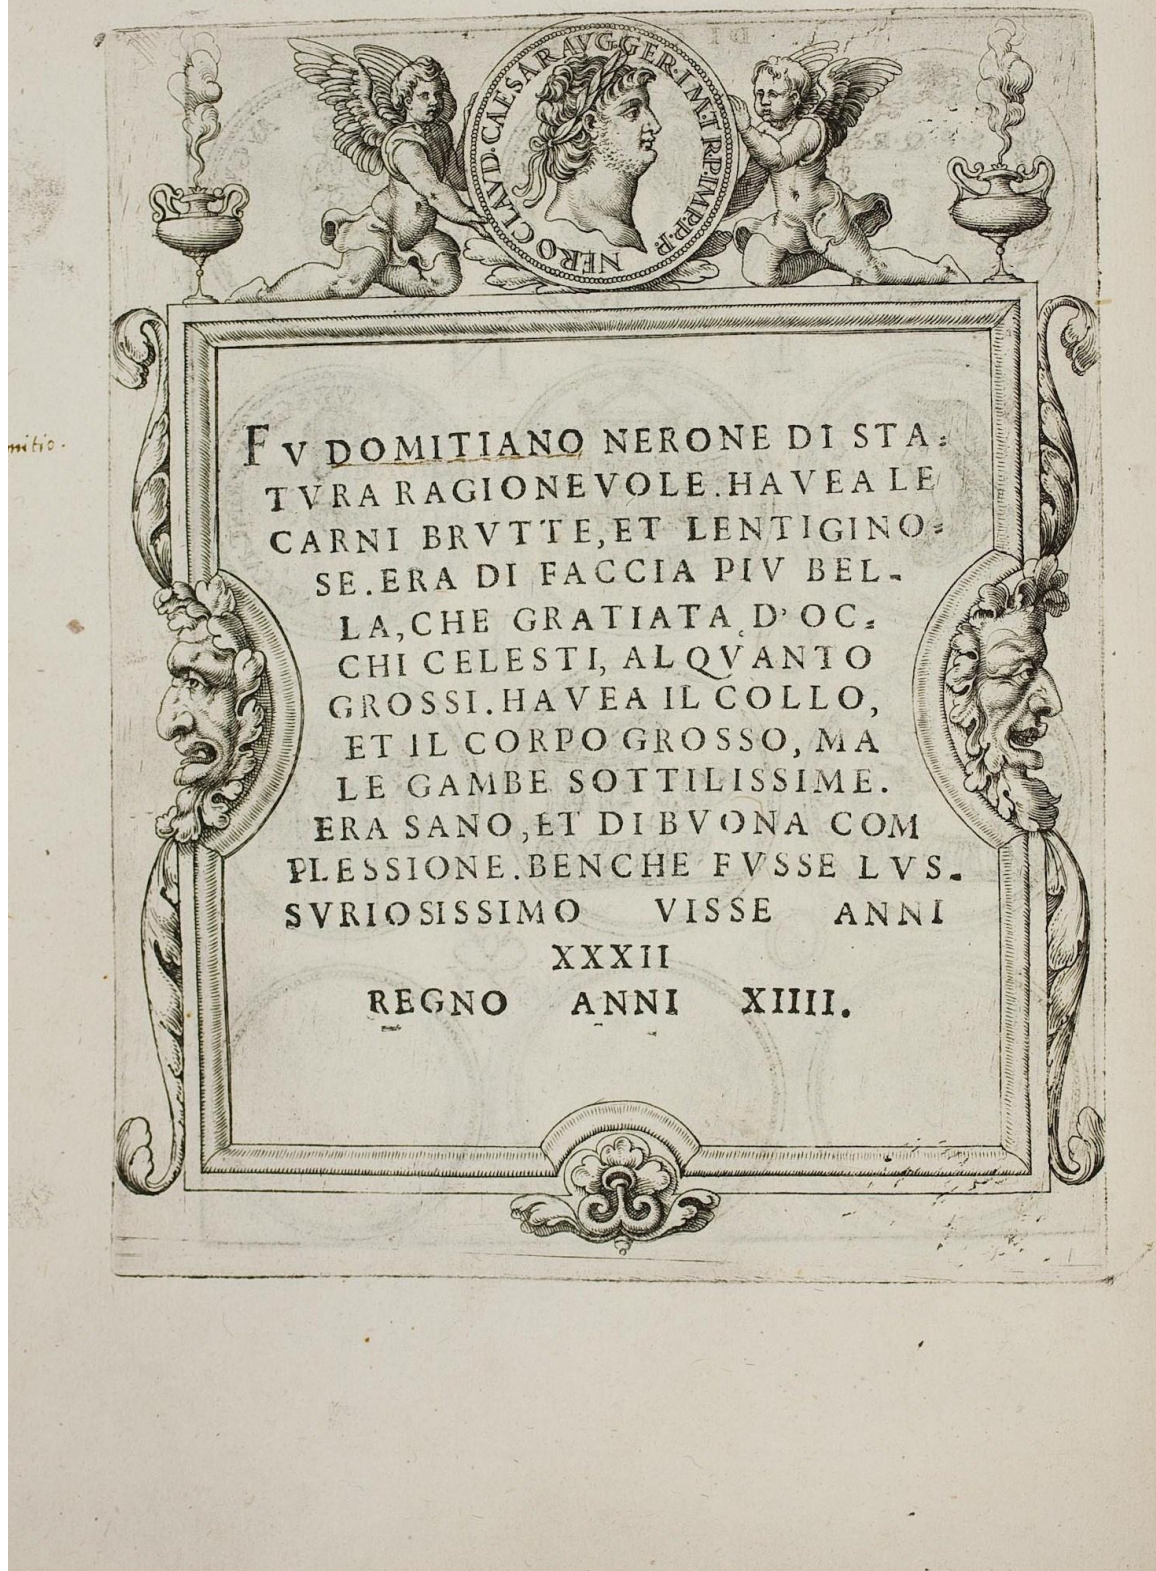 NERO CLAVD·CAESAR AVG GER·IM·TRP·IMP·P·P
FV DOMITIANO NERONE DI STA:
TVRA RAGIONEVOLE. HAVEA LE
CARNI BRVTTE, ET LENTIGINO:
SE. ERA DI FACCIA PIV BEL-
LA, CHE GRATIATA D'OC:
CHI CELESTI, ALQVANTO
GROSSI. HAVEA IL COLLO,
ET IL CORPO GROSSO, MA
LE GAMBE SOTTILISSIME.
ERA SANO, ET DI BVONA COM
PLESSIONE. BENCHE FVSSE LVS-
SVRIOSISSIMO VISSE ANNI
XXXII
REGNO ANNI XIIII.